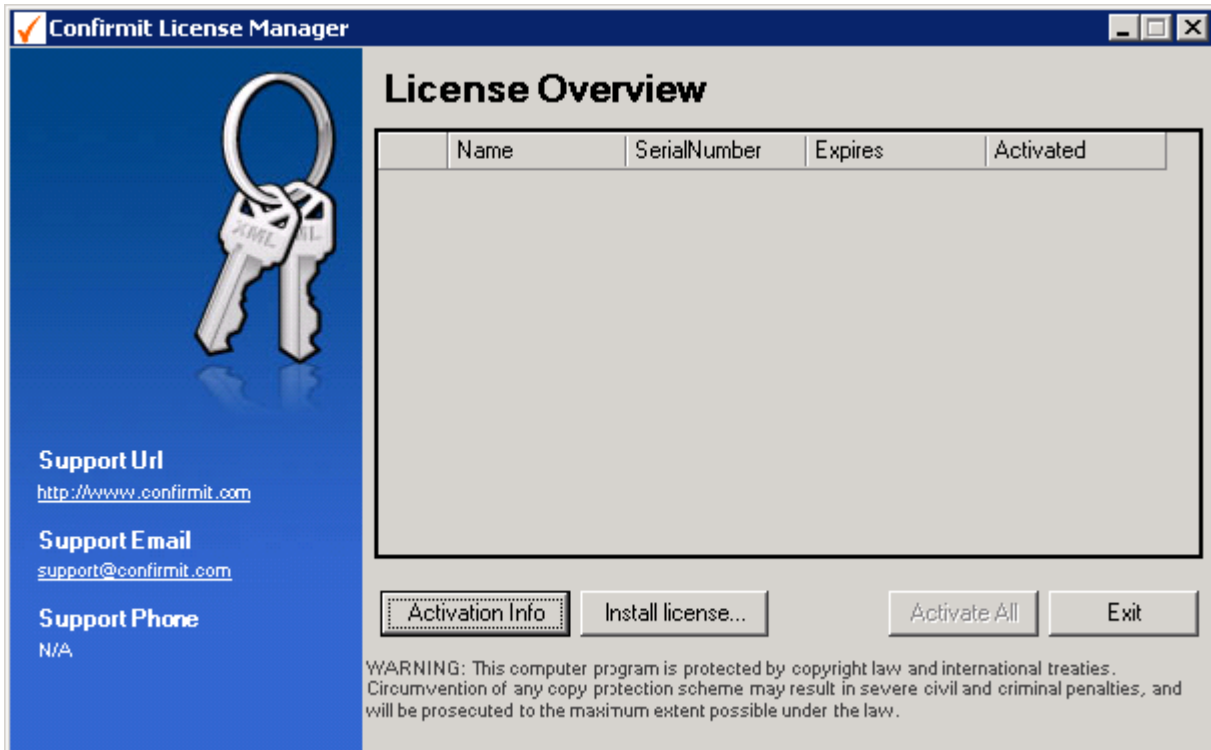 Confirmit License Manager
License Overview
Name SerialNumber Expires Activated
XML
Support Url
http://www.confirmit.com
Support Email
support@confirmit.com
Support Phone
N/A
Activation Info Install license... Activate All Exit
WARNING: This computer program is protected by copyright law and international treaties.
Circumvention of any copy protection scheme may result in severe civil and criminal penalties, and
will be prosecuted to the maximum extent possible under the law.